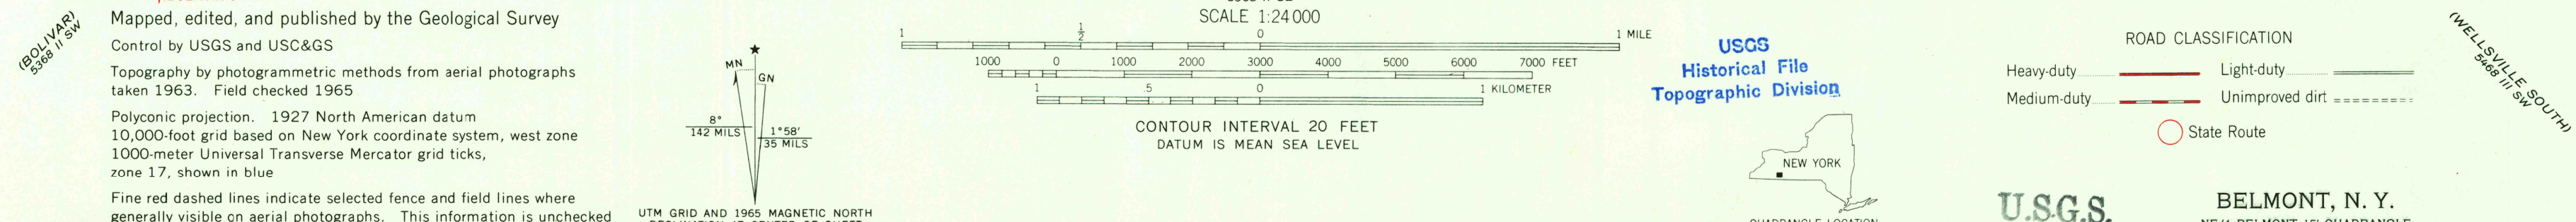 (BOLIVAR)
5368 II SW
Mapped, edited, and published by the Geological Survey
Control by USGS and USC&GS
Topography by photogrammetric methods from aerial photographs
taken 1963. Field checked 1965
Polyconic projection. 1927 North American datum
10,000-foot grid based on New York coordinate system, west zone
1000-meter Universal Transverse Mercator grid ticks,
zone 17, shown in blue
Fine red dashed lines indicate selected fence and field lines where
generally visible on aerial photographs. This information is unchecked
MN
GN
8°
142 MILS
1°58′
35 MILS
UTM GRID AND 1965 MAGNETIC NORTH
SCALE 1:24 000
1 ½ 0 1 MILE
1000 0 1000 2000 3000 4000 5000 6000 7000 FEET
1 .5 0 1 KILOMETER
CONTOUR INTERVAL 20 FEET
DATUM IS MEAN SEA LEVEL
USGS
Historical File
Topographic Division
NEW YORK
QUADRANGLE LOCATION
ROAD CLASSIFICATION
Heavy-duty Light-duty
Medium-duty Unimproved dirt
State Route
(WELLSVILLE SOUTH)
5468 III SW
U.S.G.S.
BELMONT, N. Y.